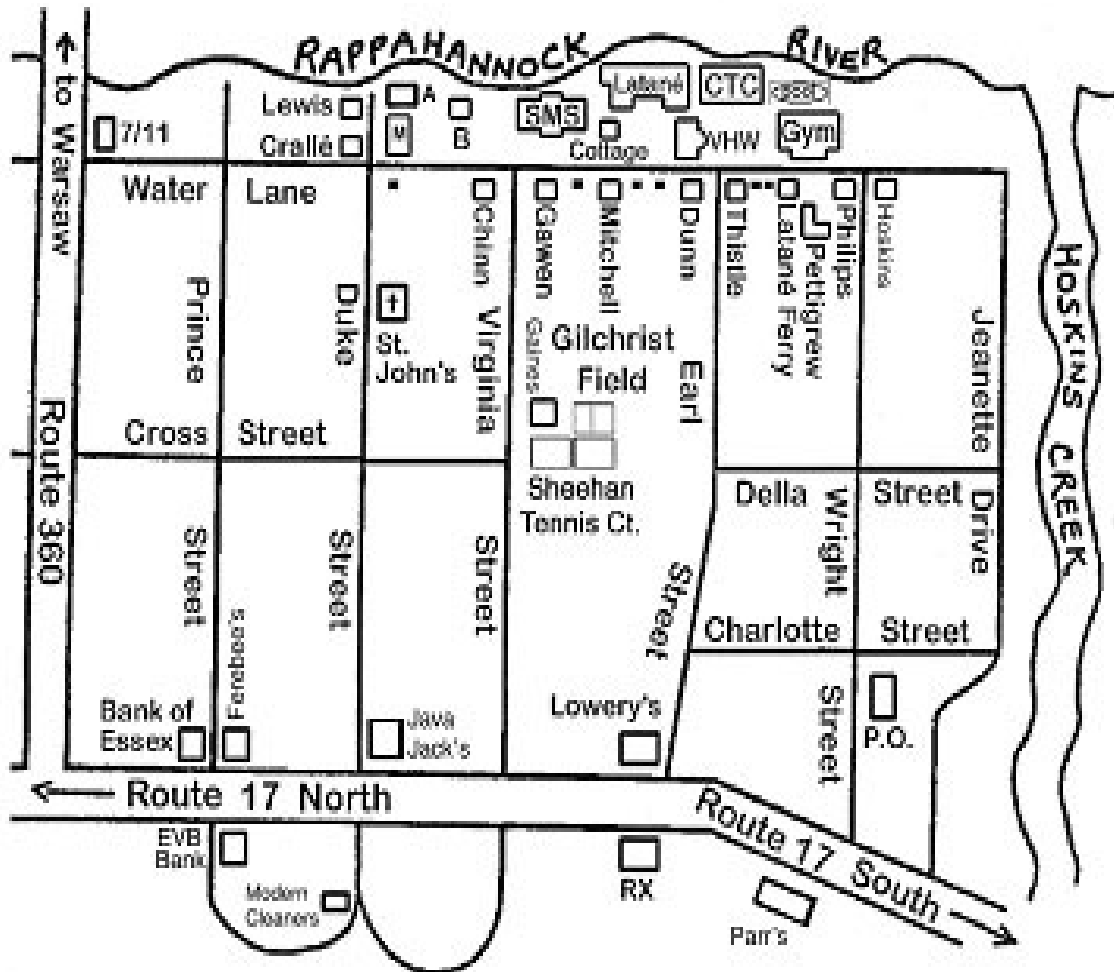 RAPPAHANNOCK RIVER
to Warsaw
Route 360
7/11
Lewis
Crallé
A
M
B
SMS
Latané
Cottage
CTC
VHW
Gym
Water Lane
Prince
Street
Duke
Street
St.
John's
Chinn
Virginia
Street
Gawen
Mitchell
Dunn
Gaines
Gilchrist
Field
Earl
Street
Thistle
Latané Ferry
Pettigrew
Philips
Hoskins
Jeanette
Drive
HOSKINS CREEK
Cross Street
Sheehan
Tennis Ct.
Della Street
Wright
Street
Charlotte Street
Bank of
Essex
Ferebee's
Java
Jack's
Lowery's
P.O.
Route 17 North
Route 17 South
EVB
Bank
Modern
Cleaners
RX
Parr's